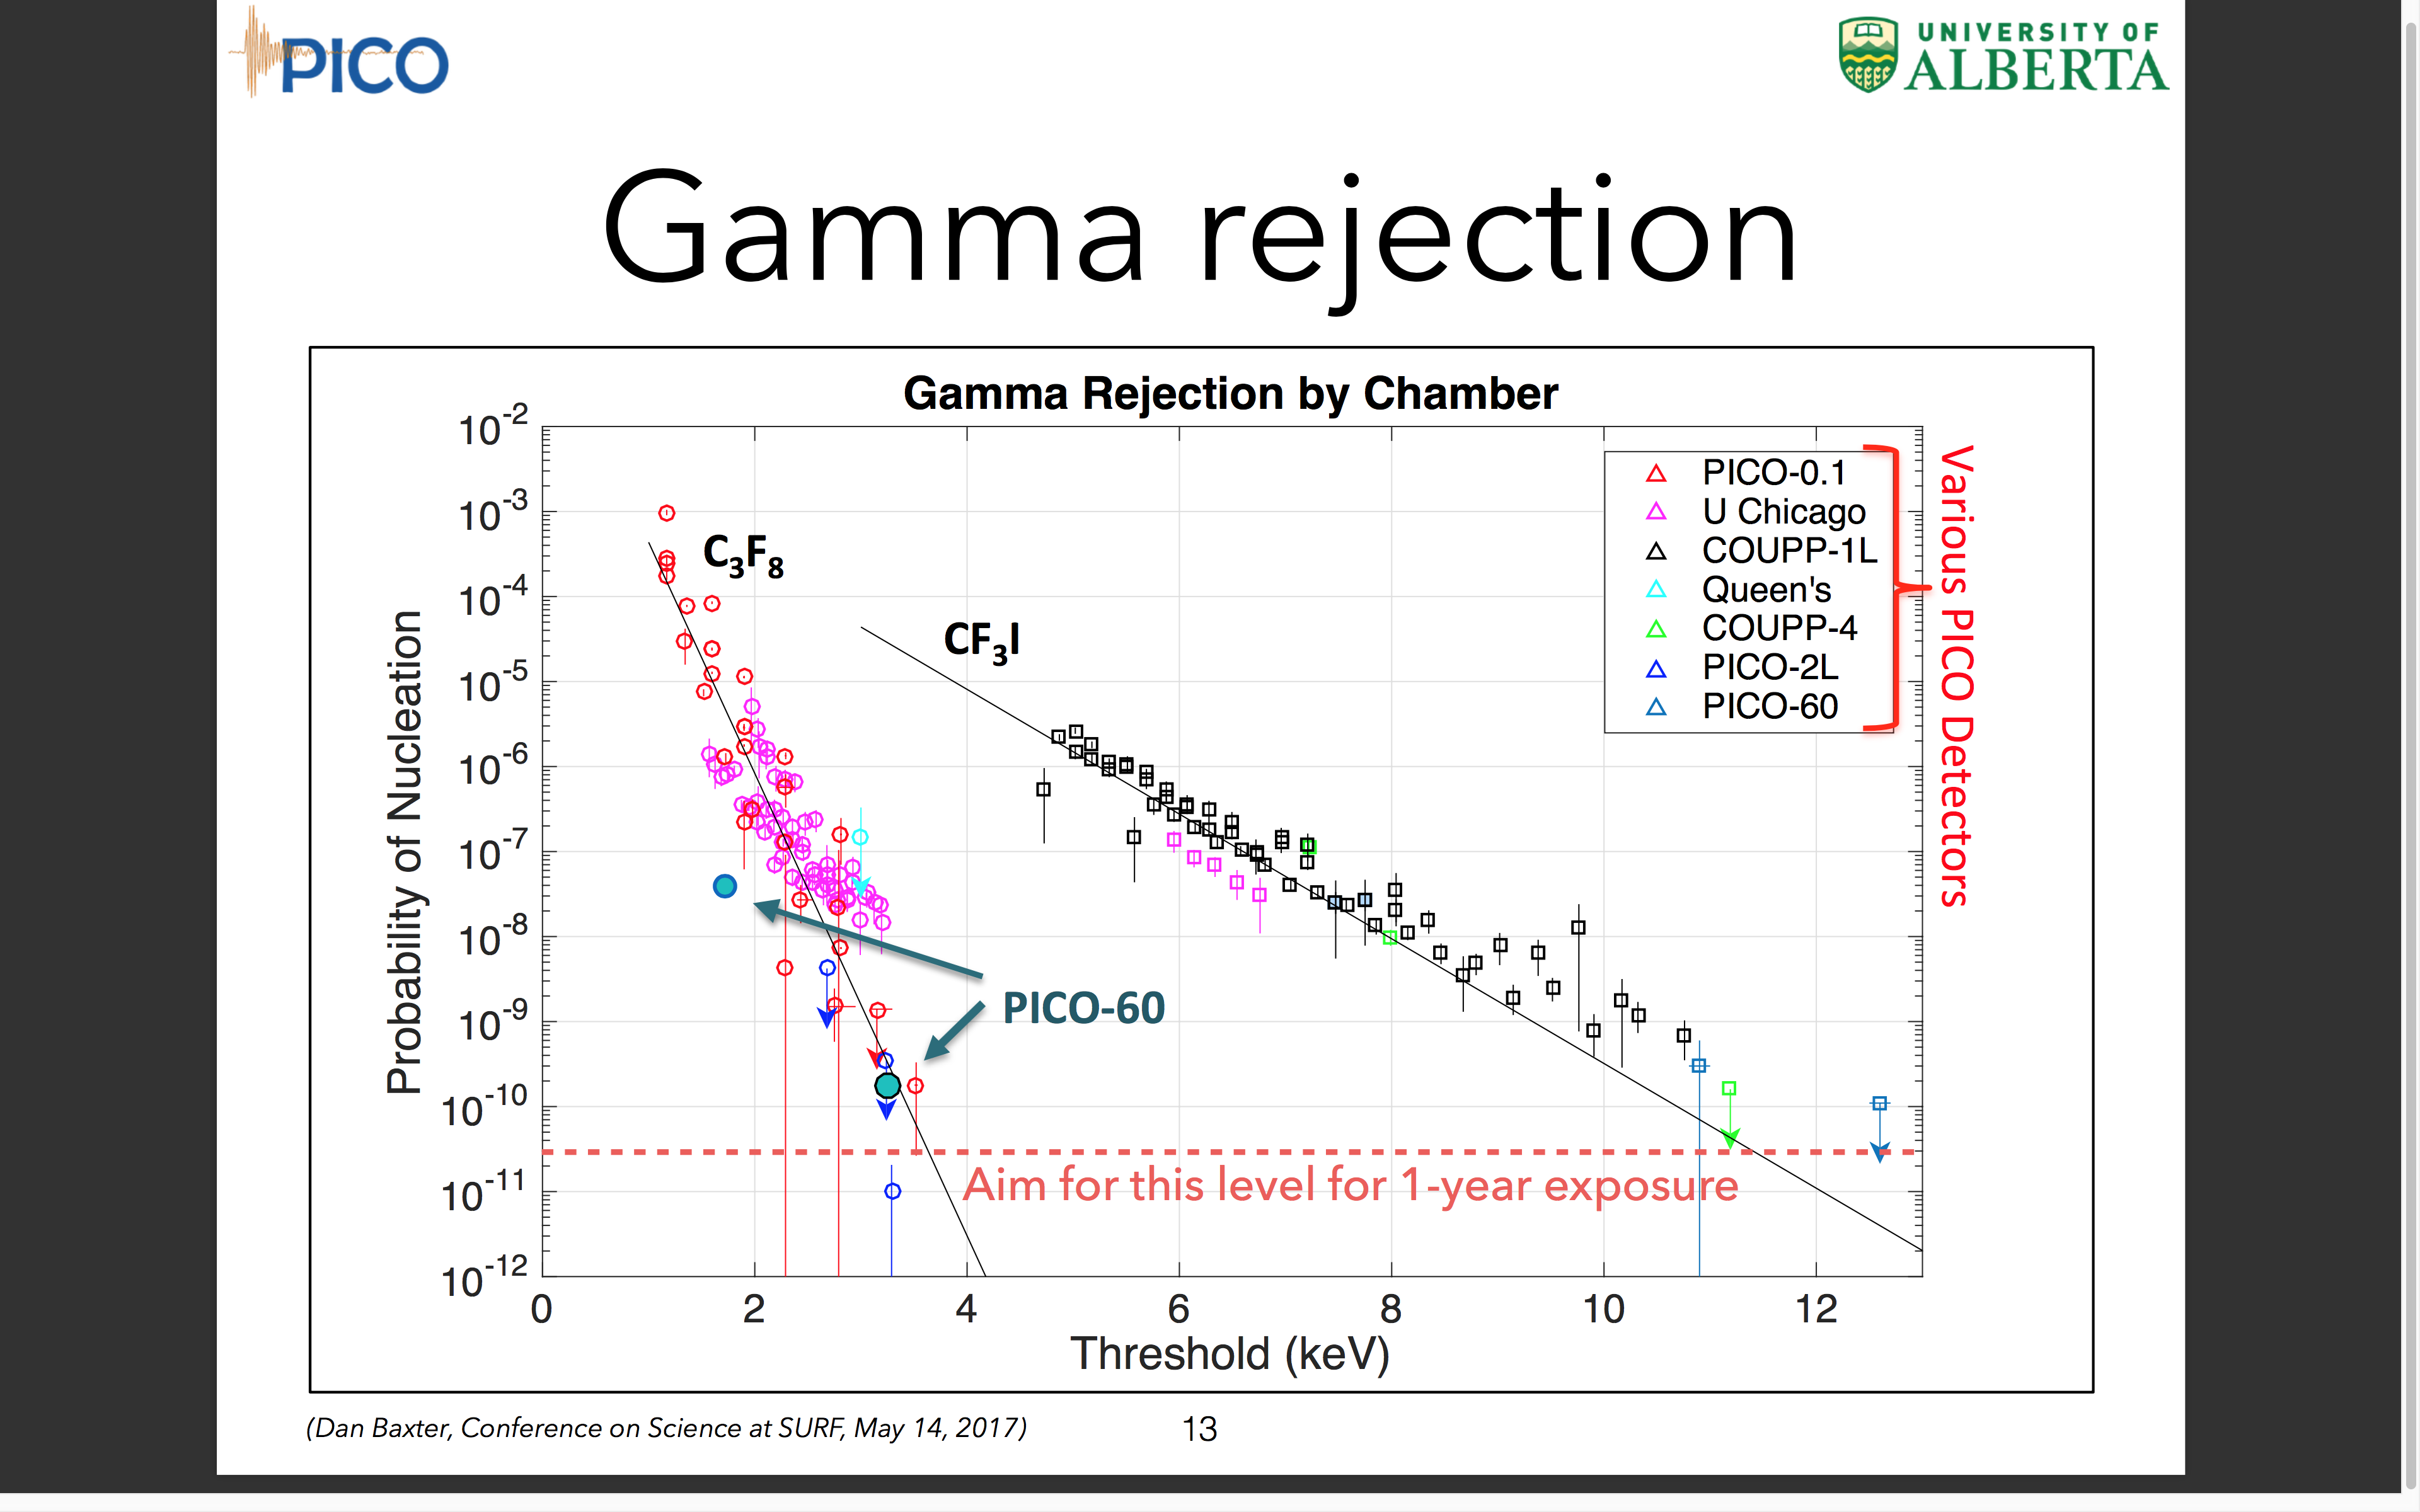 PICO
UNIVERSITY OF
ALBERTA
Gamma rejection
Gamma Rejection by Chamber
10⁻²
10⁻³
10⁻⁴
10⁻⁵
10⁻⁶
10⁻⁷
10⁻⁸
10⁻⁹
10⁻¹⁰
10⁻¹¹
10⁻¹²
Probability of Nucleation
C₃F₈
CF₃I
PICO-0.1
U Chicago
COUPP-1L
Queen's
COUPP-4
PICO-2L
PICO-60
Various PICO Detectors
PICO-60
Aim for this level for 1-year exposure
0 2 4 6 8 10 12
Threshold (keV)
(Dan Baxter, Conference on Science at SURF, May 14, 2017)
13